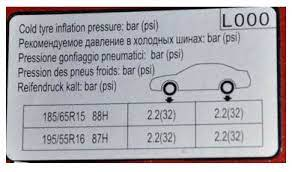 L000
Cold tyre inflation pressure: bar (psi)
Рекомендуемое давление в холодных шинах: bar (psi)
Pressione gonfiaggio pneumatici: bar (psi)
Pression des pneus froids: bar (psi)
Reifendruck kalt: bar (psi)
185/65R15 88H 2.2(32) 2.2(32)
195/55R16 87H 2.2(32) 2.2(32)